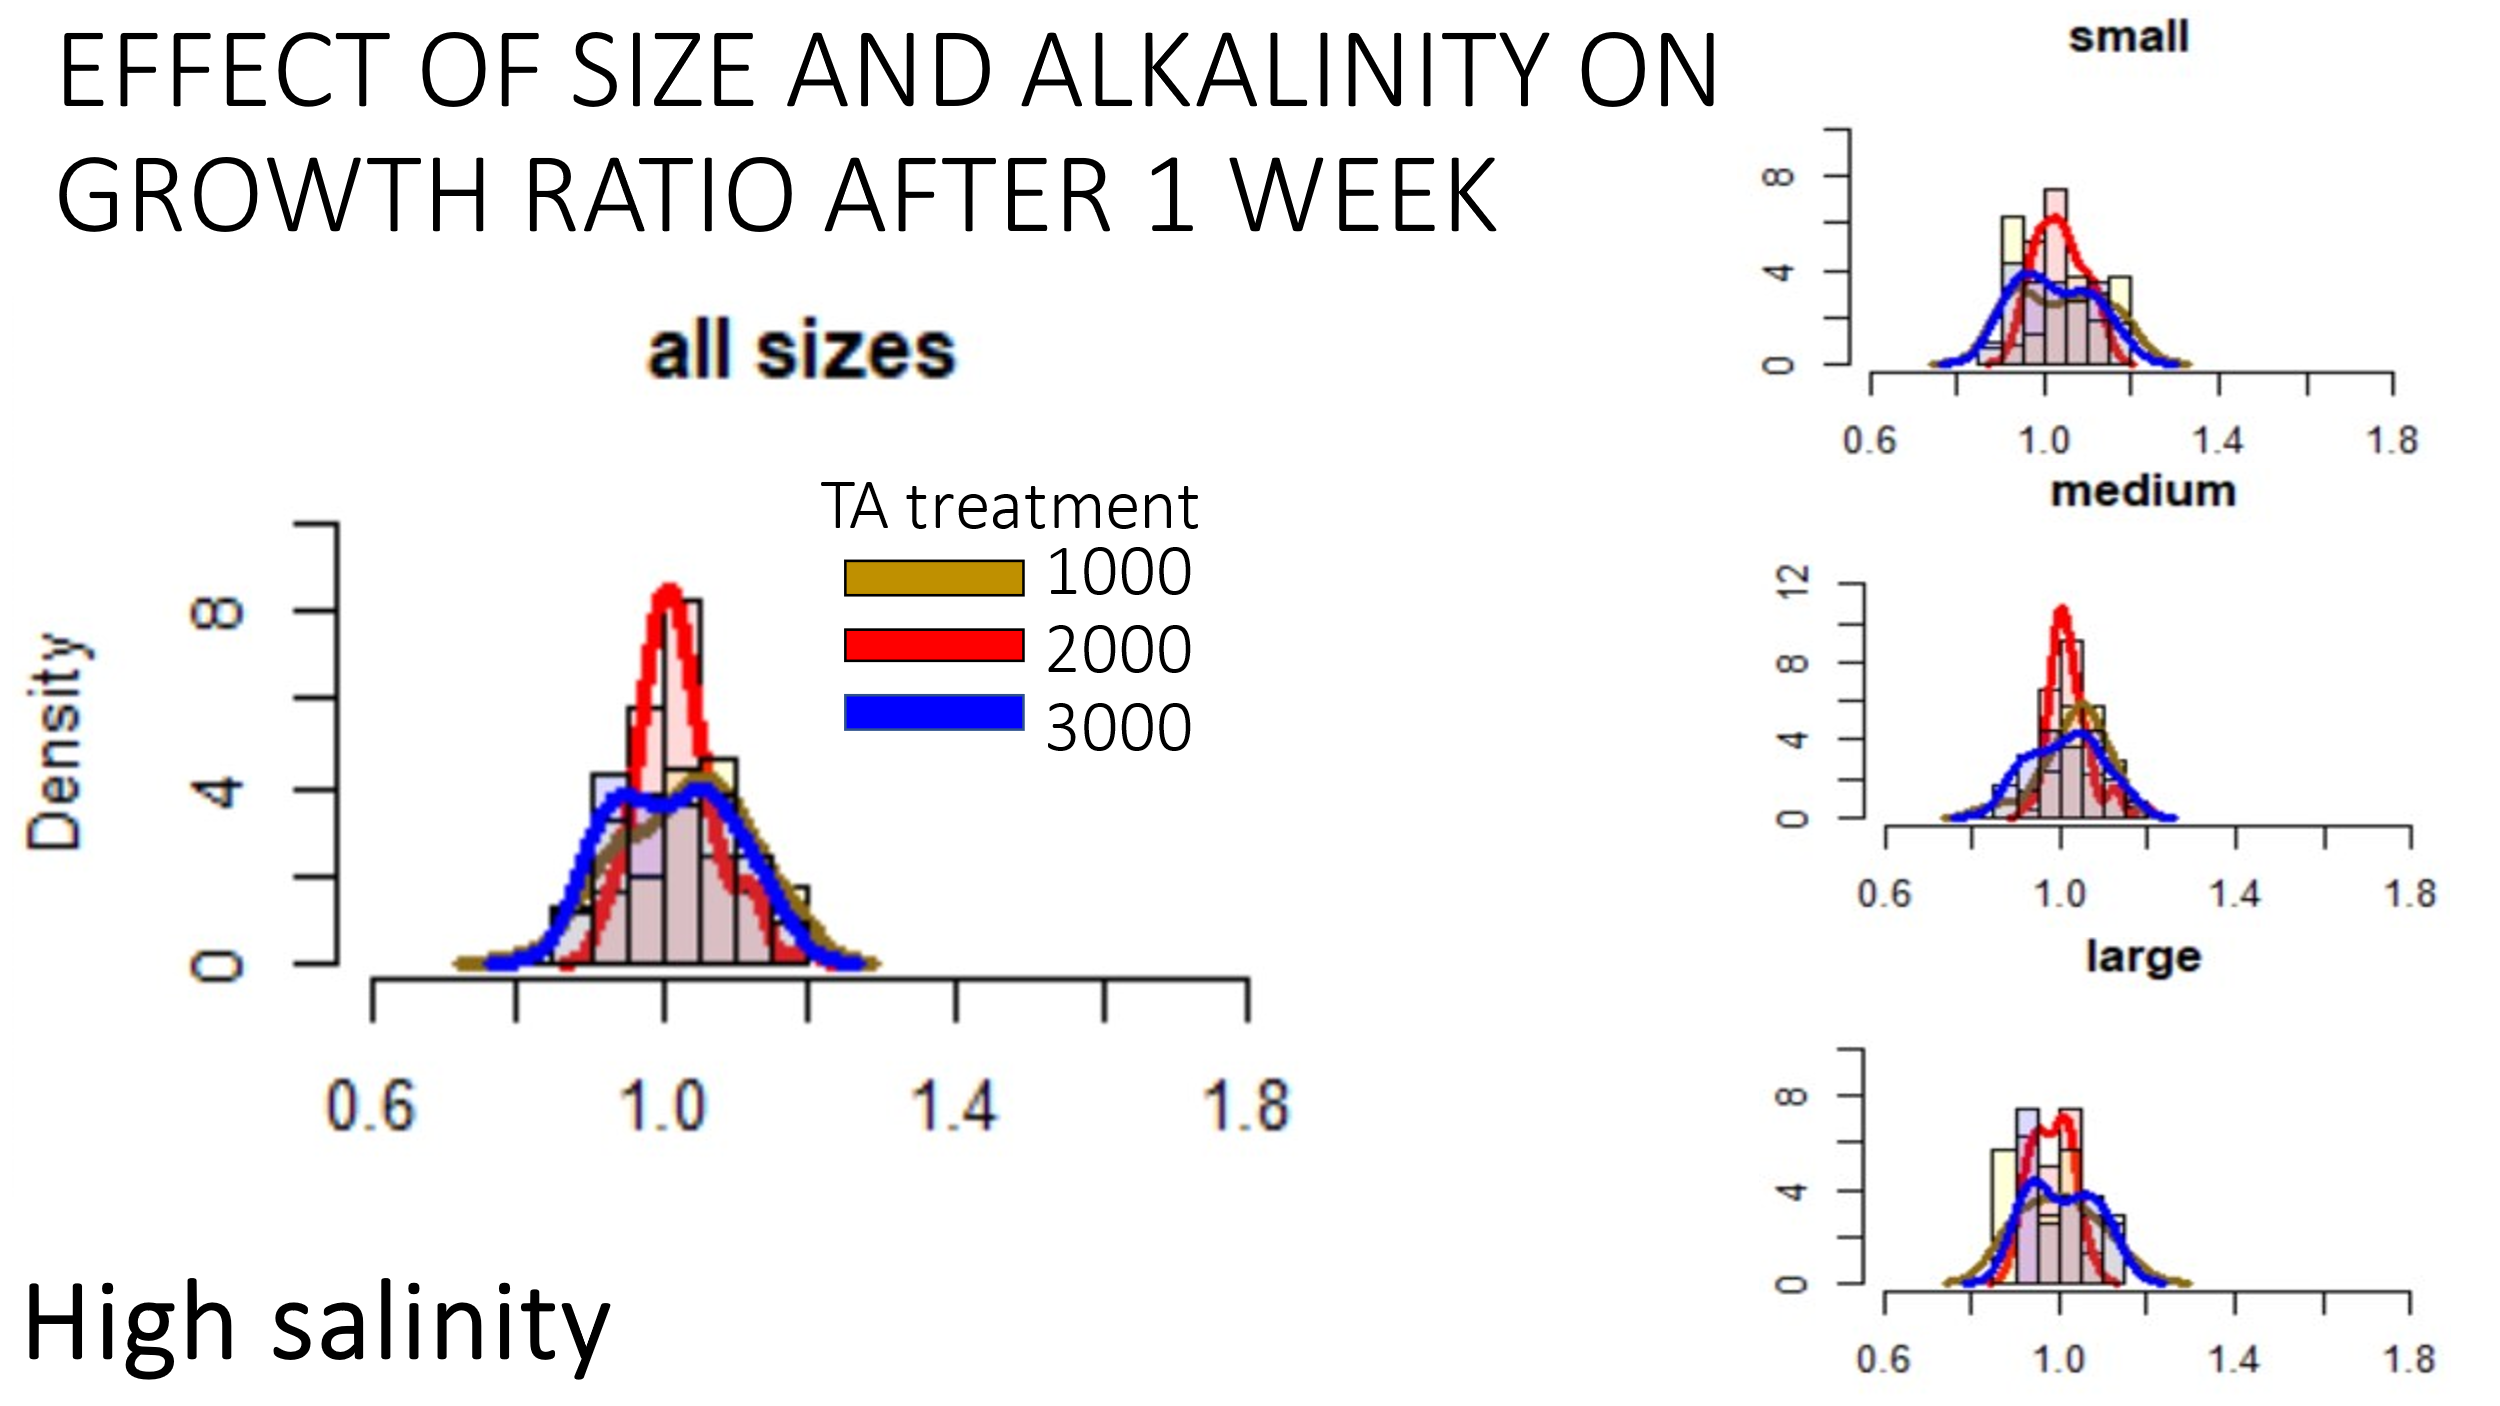 EFFECT OF SIZE AND ALKALINITY ON
GROWTH RATIO AFTER 1 WEEK
all sizes
TA treatment
1000
2000
3000
Density
8
4
0
0.6 1.0 1.4 1.8
High salinity
small
8
4
0
0.6 1.0 1.4 1.8
medium
12
8
4
0
0.6 1.0 1.4 1.8
large
8
4
0
0.6 1.0 1.4 1.8